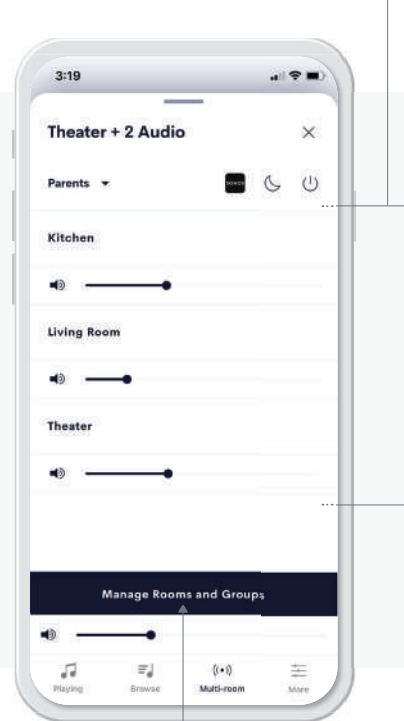 3:19
Theater + 2 Audio
Parents
SONOS
Kitchen
Living Room
Theater
Manage Rooms and Groups
Playing
Browse
Multi-room
More